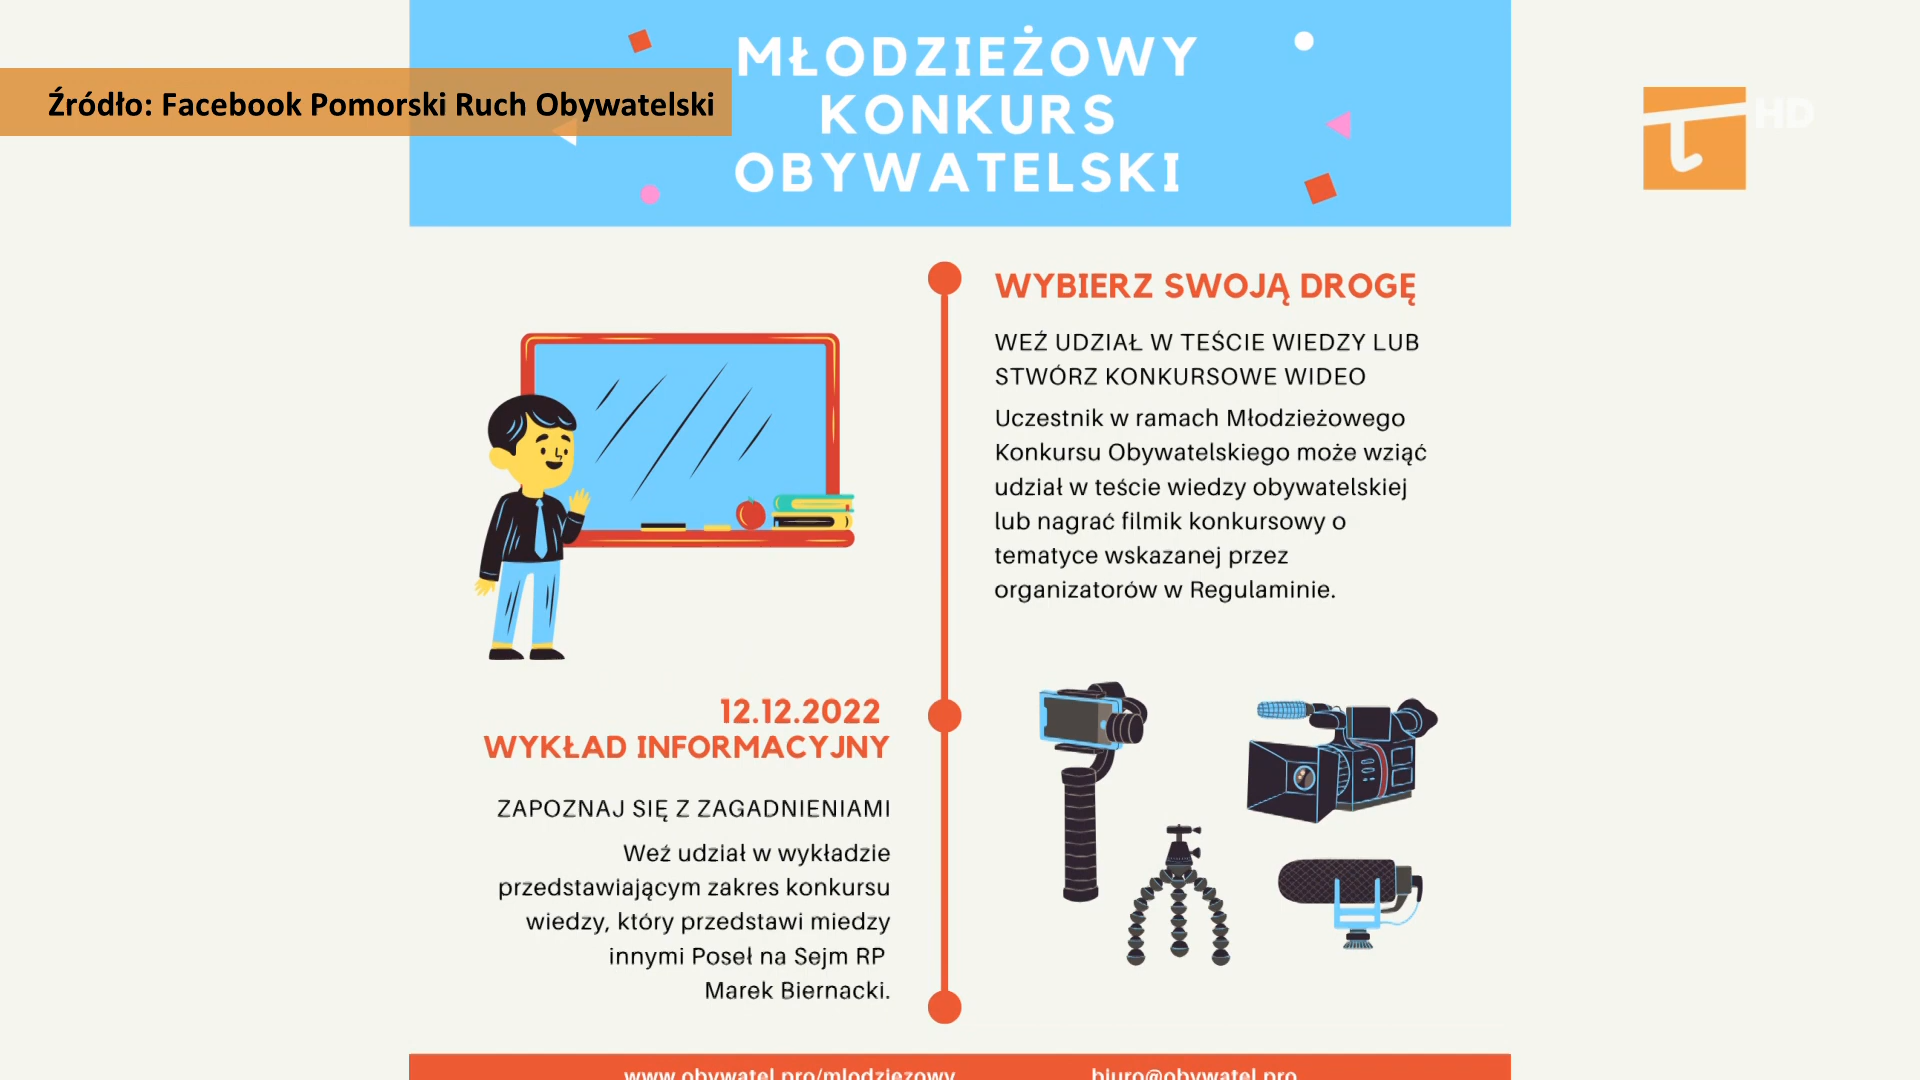 MŁODZIEŻOWY
KONKURS
OBYWATELSKI
Źródło: Facebook Pomorski Ruch Obywatelski
HD
WYBIERZ SWOJĄ DROGĘ
WEŹ UDZIAŁ W TEŚCIE WIEDZY LUB
STWÓRZ KONKURSOWE WIDEO
Uczestnik w ramach Młodzieżowego
Konkursu Obywatelskiego może wziąć
udział w teście wiedzy obywatelskiej
lub nagrać filmik konkursowy o
tematyce wskazanej przez
organizatorów w Regulaminie.
12.12.2022
WYKŁAD INFORMACYJNY
ZAPOZNAJ SIĘ Z ZAGADNIENIAMI
Weź udział w wykładzie
przedstawiającym zakres konkursu
wiedzy, który przedstawi miedzy
innymi Poseł na Sejm RP
Marek Biernacki.
www.obywatel.pro/mlodziezowy
biuro@obywatel.pro